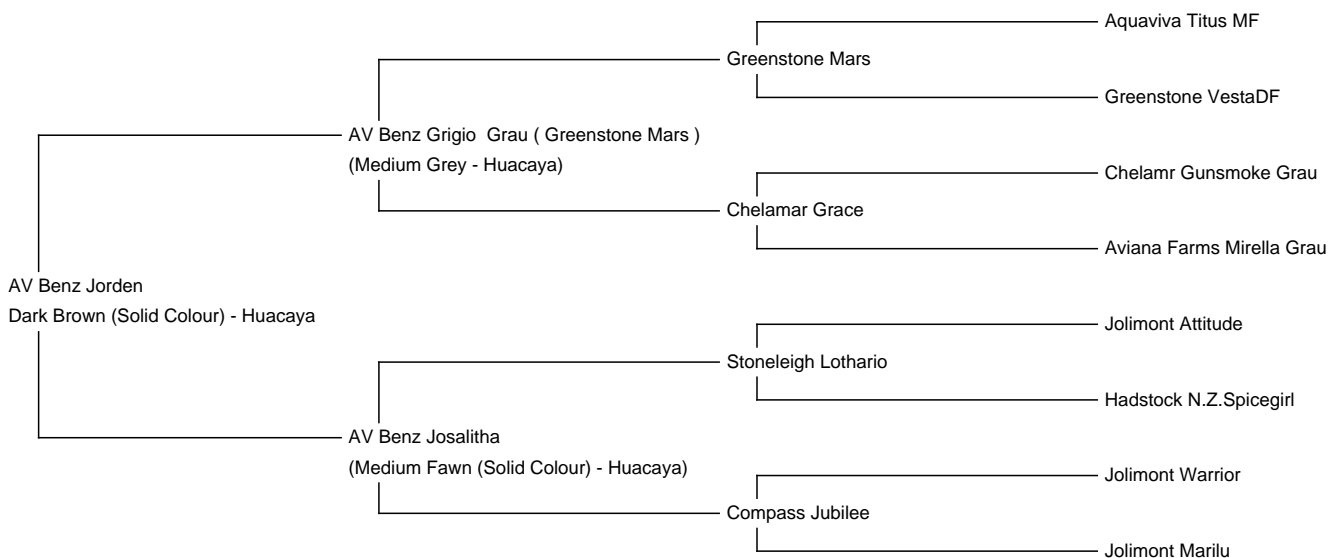 Aquaviva Titus MF
Greenstone Mars
Greenstone VestaDF
AV Benz Grigio  Grau ( Greenstone Mars )
(Medium Grey - Huacaya)
Chelamr Gunsmoke Grau
Chelamar Grace
Aviana Farms Mirella Grau
AV Benz Jorden
Dark Brown (Solid Colour) - Huacaya
Jolimont Attitude
Stoneleigh Lothario
Hadstock N.Z.Spicegirl
AV Benz Josalitha
(Medium Fawn (Solid Colour) - Huacaya)
Jolimont Warrior
Compass Jubilee
Jolimont Marilu